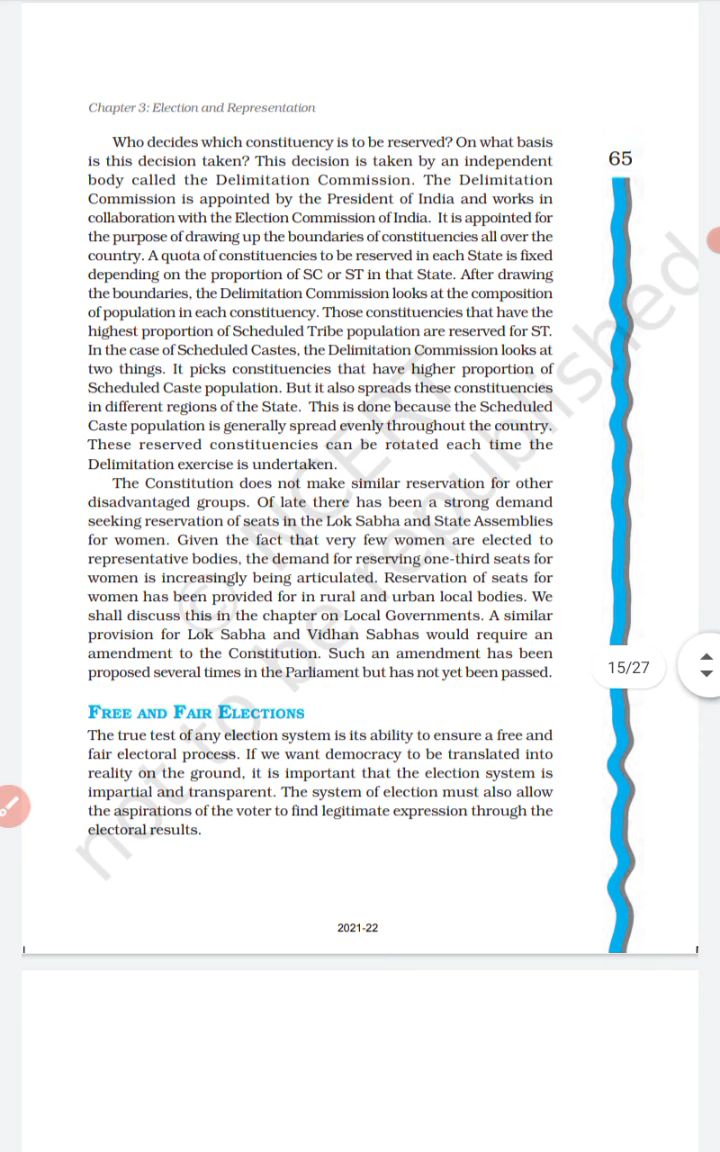 Chapter 3: Election and Representation
Who decides which constituency is to be reserved? On what basis
is this decision taken? This decision is taken by an independent
body called the Delimitation Commission. The Delimitation
Commission is appointed by the President of India and works in
collaboration with the Election Commission of India. It is appointed for
the purpose of drawing up the boundaries of constituencies all over the
country. A quota of constituencies to be reserved in each State is fixed
depending on the proportion of SC or ST in that State. After drawing
the boundaries, the Delimitation Commission looks at the composition
of population in each constituency. Those constituencies that have the
highest proportion of Scheduled Tribe population are reserved for ST.
In the case of Scheduled Castes, the Delimitation Commission looks at
two things. It picks constituencies that have higher proportion of
Scheduled Caste population. But it also spreads these constituencies
in different regions of the State. This is done because the Scheduled
Caste population is generally spread evenly throughout the country.
These reserved constituencies can be rotated each time the
Delimitation exercise is undertaken.
The Constitution does not make similar reservation for other
disadvantaged groups. Of late there has been a strong demand
seeking reservation of seats in the Lok Sabha and State Assemblies
for women. Given the fact that very few women are elected to
representative bodies, the demand for reserving one-third seats for
women is increasingly being articulated. Reservation of seats for
women has been provided for in rural and urban local bodies. We
shall discuss this in the chapter on Local Governments. A similar
provision for Lok Sabha and Vidhan Sabhas would require an
amendment to the Constitution. Such an amendment has been
proposed several times in the Parliament but has not yet been passed.
FREE AND FAIR ELECTIONS
The true test of any election system is its ability to ensure a free and
fair electoral process. If we want democracy to be translated into
reality on the ground, it is important that the election system is
impartial and transparent. The system of election must also allow
the aspirations of the voter to find legitimate expression through the
electoral results.
65
15/27
2021-22
© NCERT
not to be republished